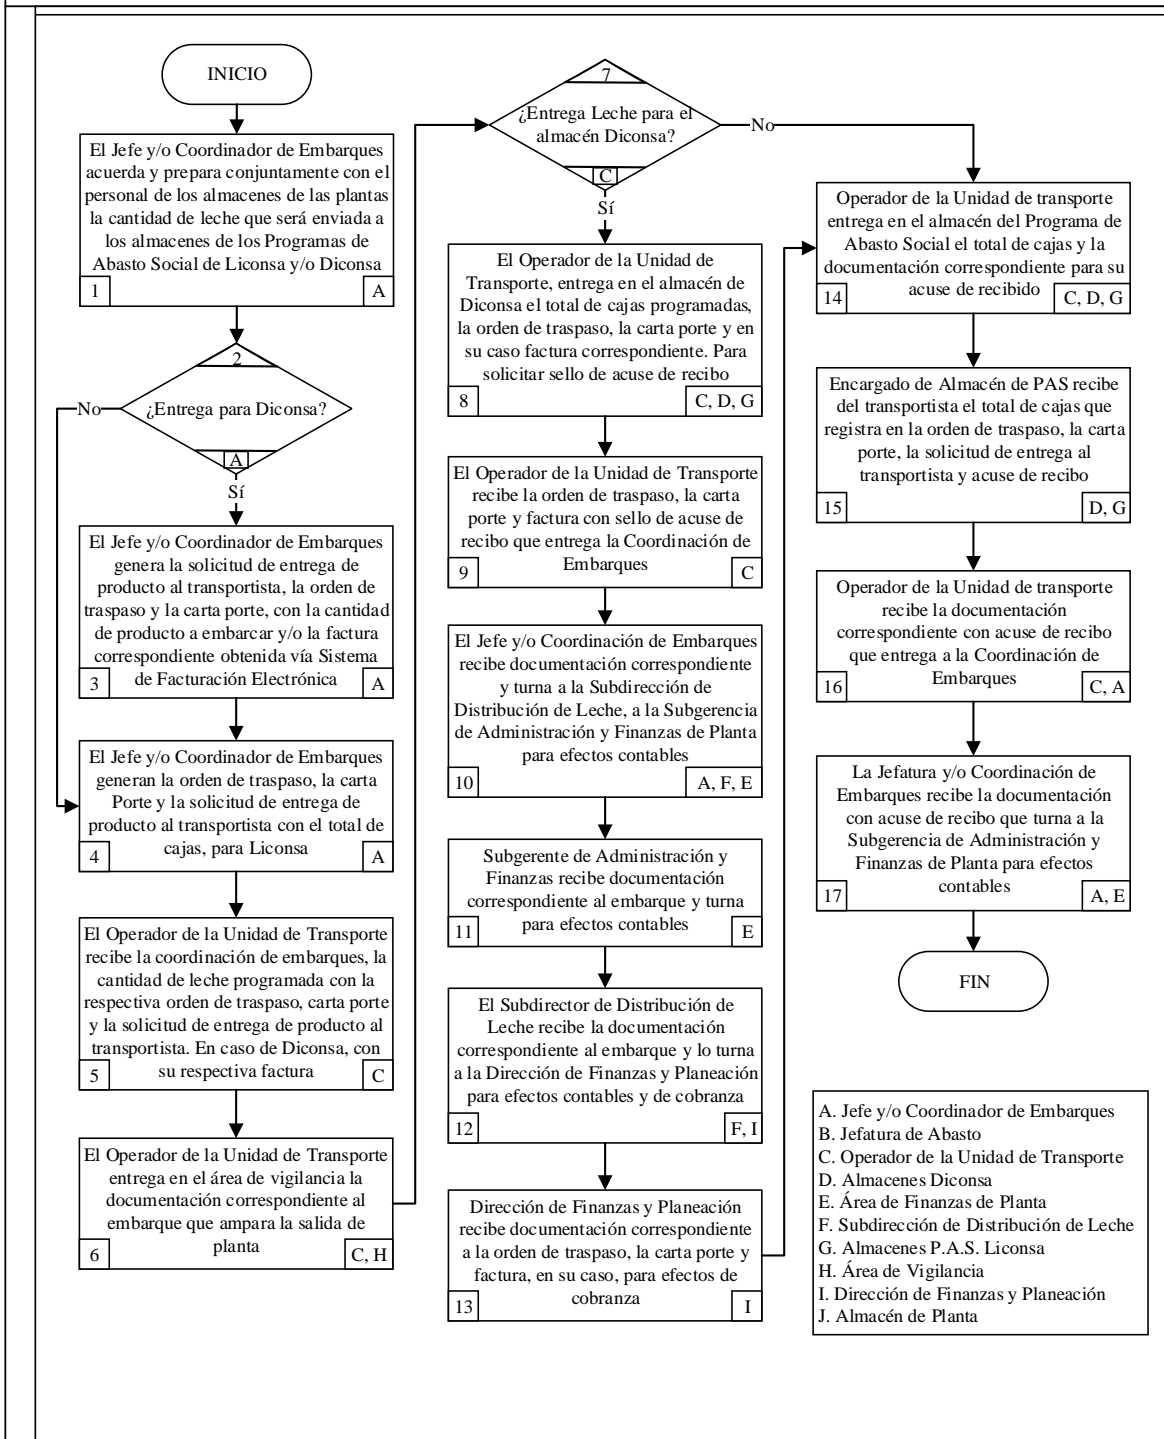 INICIO
El Jefe y/o Coordinador de Embarques
acuerda y prepara conjuntamente con el
personal de los almacenes de las plantas
la cantidad de leche que será enviada a
los almacenes de los Programas de
Abasto Social de Liconsa y/o Diconsa
1
A
2
¿Entrega para Diconsa?
A
No
Sí
El Jefe y/o Coordinador de Embarques
genera la solicitud de entrega de
producto al transportista, la orden de
traspaso y la carta porte, con la cantidad
de producto a embarcar y/o la factura
correspondiente obtenida vía Sistema
de Facturación Electrónica
3
A
El Jefe y/o Coordinador de Embarques
generan la orden de traspaso, la carta
Porte y la solicitud de entrega de
producto al transportista con el total de
cajas, para Liconsa
4
A
El Operador de la Unidad de Transporte
recibe la coordinación de embarques, la
cantidad de leche programada con la
respectiva orden de traspaso, carta porte
y la solicitud de entrega de producto al
transportista. En caso de Diconsa, con
su respectiva factura
5
C
El Operador de la Unidad de Transporte
entrega en el área de vigilancia la
documentación correspondiente al
embarque que ampara la salida de
planta
6
C, H
7
¿Entrega Leche para el
almacén Diconsa?
C
No
Sí
El Operador de la Unidad de
Transporte, entrega en el almacén de
Diconsa el total de cajas programadas,
la orden de traspaso, la carta porte y en
su caso factura correspondiente. Para
solicitar sello de acuse de recibo
8
C, D, G
El Operador de la Unidad de Transporte
recibe la orden de traspaso, la carta
porte y factura con sello de acuse de
recibo que entrega la Coordinación de
Embarques
9
C
El Jefe y/o Coordinación de Embarques
recibe documentación correspondiente
y turna a la Subdirección de
Distribución de Leche, a la Subgerencia
de Administración y Finanzas de Planta
para efectos contables
10
A, F, E
Subgerente de Administración y
Finanzas recibe documentación
correspondiente al embarque y turna
para efectos contables
11
E
El Subdirector de Distribución de
Leche recibe la documentación
correspondiente al embarque y lo turna
a la Dirección de Finanzas y Planeación
para efectos contables y de cobranza
12
F, I
Dirección de Finanzas y Planeación
recibe documentación correspondiente
a la orden de traspaso, la carta porte y
factura, en su caso, para efectos de
cobranza
13
I
Operador de la Unidad de transporte
entrega en el almacén del Programa de
Abasto Social el total de cajas y la
documentación correspondiente para su
acuse de recibido
14
C, D, G
Encargado de Almacén de PAS recibe
del transportista el total de cajas que
registra en la orden de traspaso, la carta
porte, la solicitud de entrega al
transportista y acuse de recibo
15
D, G
Operador de la Unidad de transporte
recibe la documentación
correspondiente con acuse de recibo
que entrega a la Coordinación de
Embarques
16
C, A
La Jefatura y/o Coordinación de
Embarques recibe la documentación
con acuse de recibo que turna a la
Subgerencia de Administración y
Finanzas de Planta para efectos
contables
17
A, E
FIN
A. Jefe y/o Coordinador de Embarques
B. Jefatura de Abasto
C. Operador de la Unidad de Transporte
D. Almacenes Diconsa
E. Área de Finanzas de Planta
F. Subdirección de Distribución de Leche
G. Almacenes P.A.S. Liconsa
H. Área de Vigilancia
I. Dirección de Finanzas y Planeación
J. Almacén de Planta